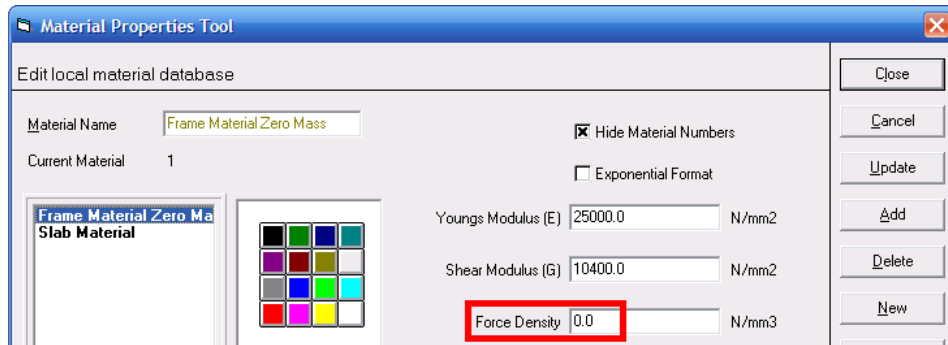 Material Properties Tool
Edit local material database
Close
Material Name Frame Material Zero Mass
Hide Material Numbers
Cancel
Current Material 1
Exponential Format
Update
Frame Material Zero Ma
Slab Material
Youngs Modulus (E) 25000.0 N/mm2
Add
Shear Modulus (G) 10400.0 N/mm2
Delete
Force Density 0.0 N/mm3
New